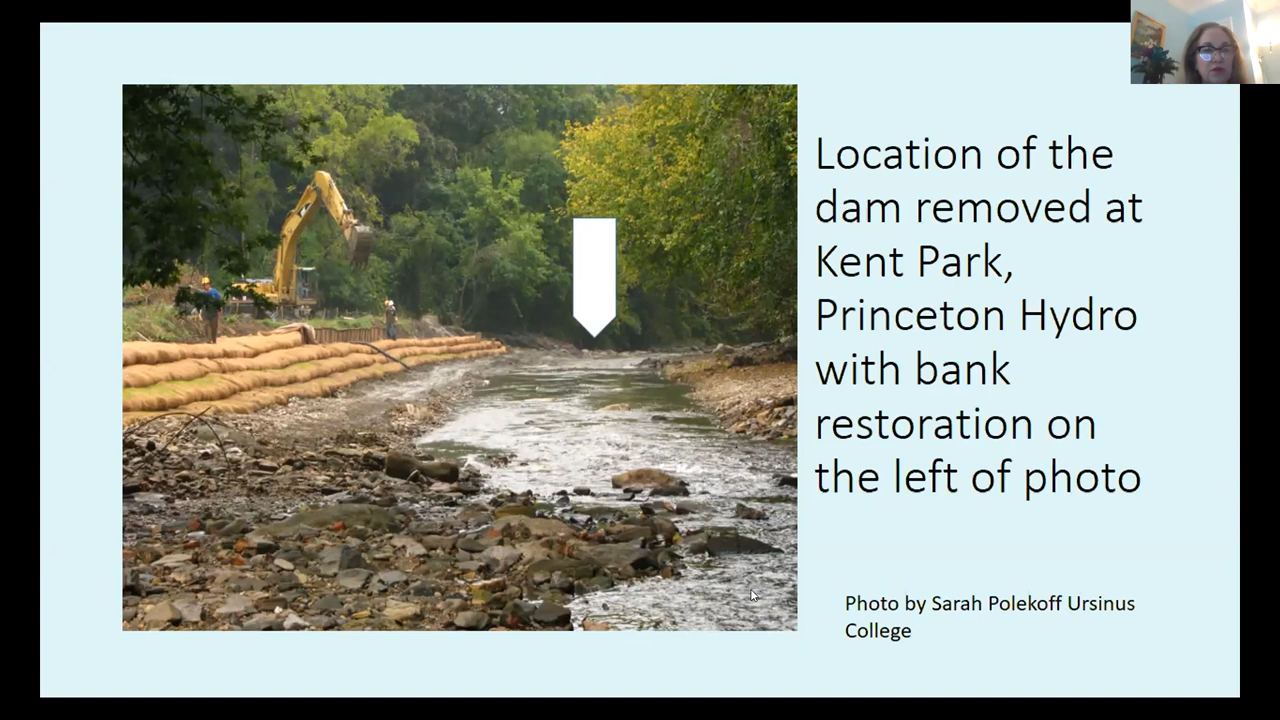 Location of the
dam removed at
Kent Park,
Princeton Hydro
with bank
restoration on
the left of photo
Photo by Sarah Polekoff Ursinus
College